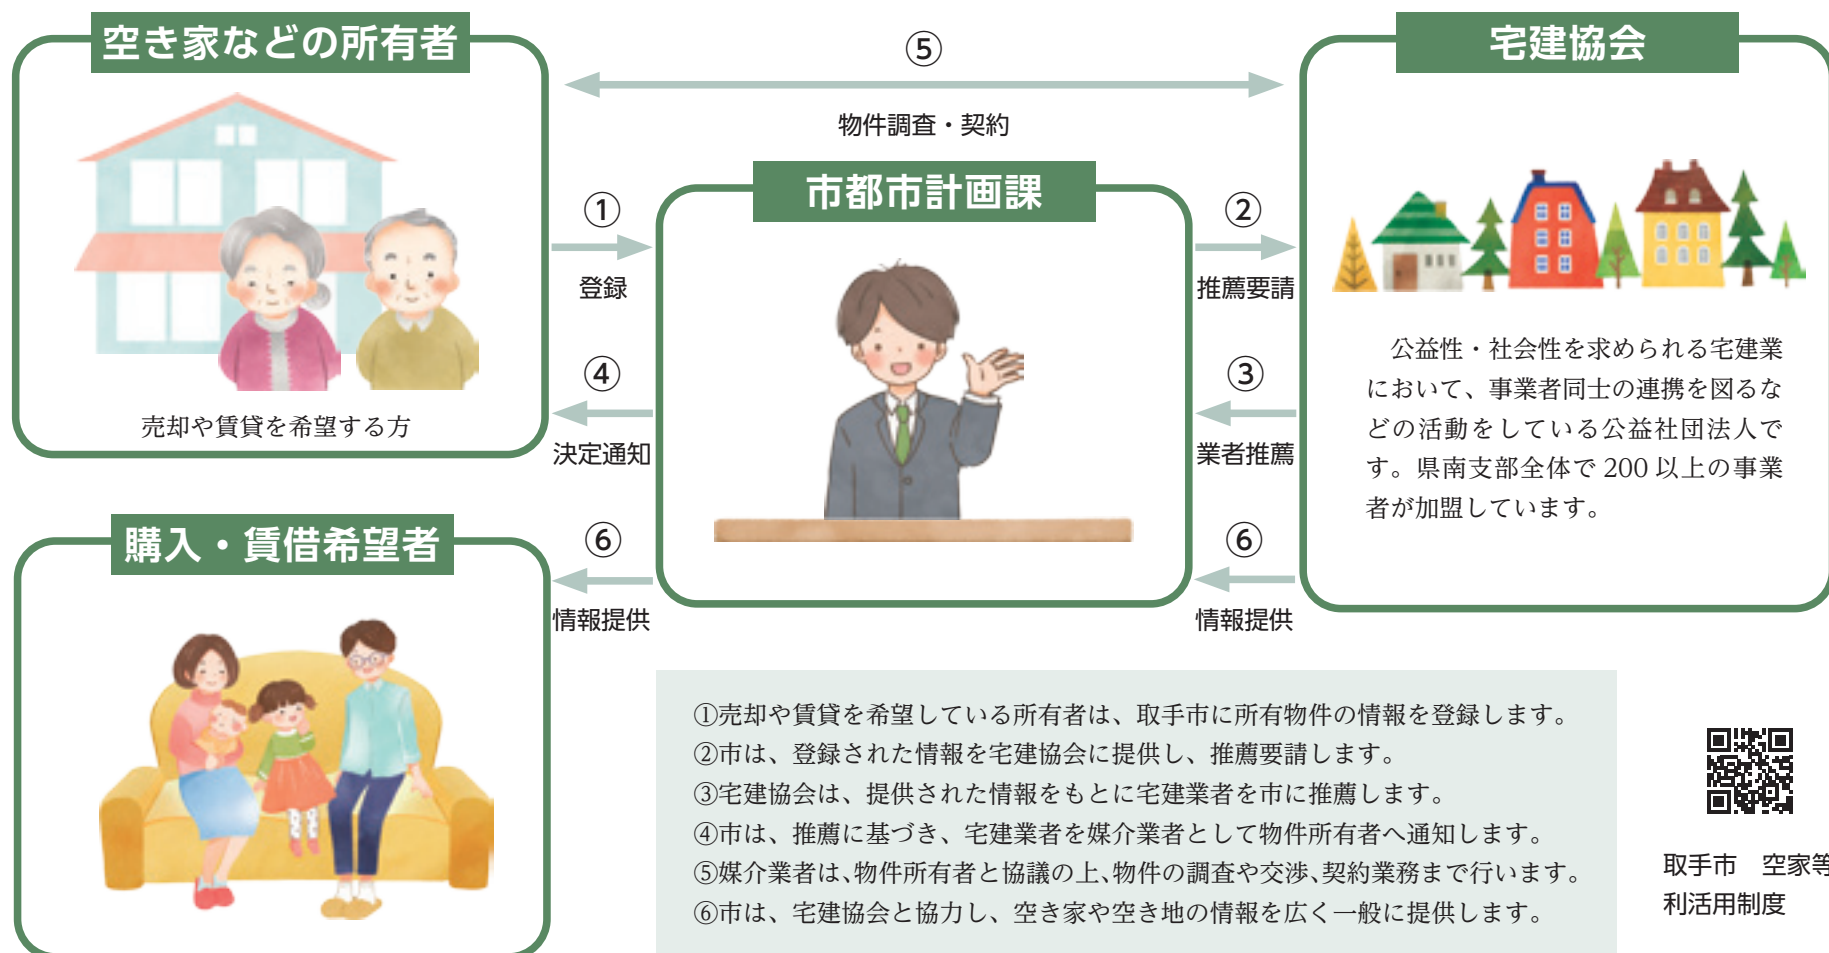 空き家などの所有者
売却や賃貸を希望する方
⑤
物件調査・契約
宅建協会
公益性・社会性を求められる宅建業
において、事業者同士の連携を図るな
どの活動をしている公益社団法人で
す。県南支部全体で 200 以上の事業
者が加盟しています。
①
登録
市都市計画課
②
推薦要請
④
決定通知
③
業者推薦
⑥
情報提供
⑥
情報提供
購入・賃借希望者
①売却や賃貸を希望している所有者は、取手市に所有物件の情報を登録します。
②市は、登録された情報を宅建協会に提供し、推薦要請します。
③宅建協会は、提供された情報をもとに宅建業者を市に推薦します。
④市は、推薦に基づき、宅建業者を媒介業者として物件所有者へ通知します。
⑤媒介業者は、物件所有者と協議の上、物件の調査や交渉、契約業務まで行います。
⑥市は、宅建協会と協力し、空き家や空き地の情報を広く一般に提供します。
取手市　空家等
利活用制度